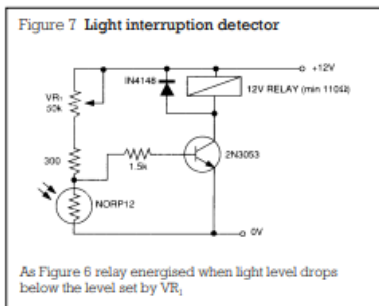 Figure 7 Light interruption detector
+12V
IN4148
12V RELAY (min 110Ω)
VR₁
50k
300
1.5k
2N3053
NORP12
0V
As Figure 6 relay energised when light level drops
below the level set by VR₁